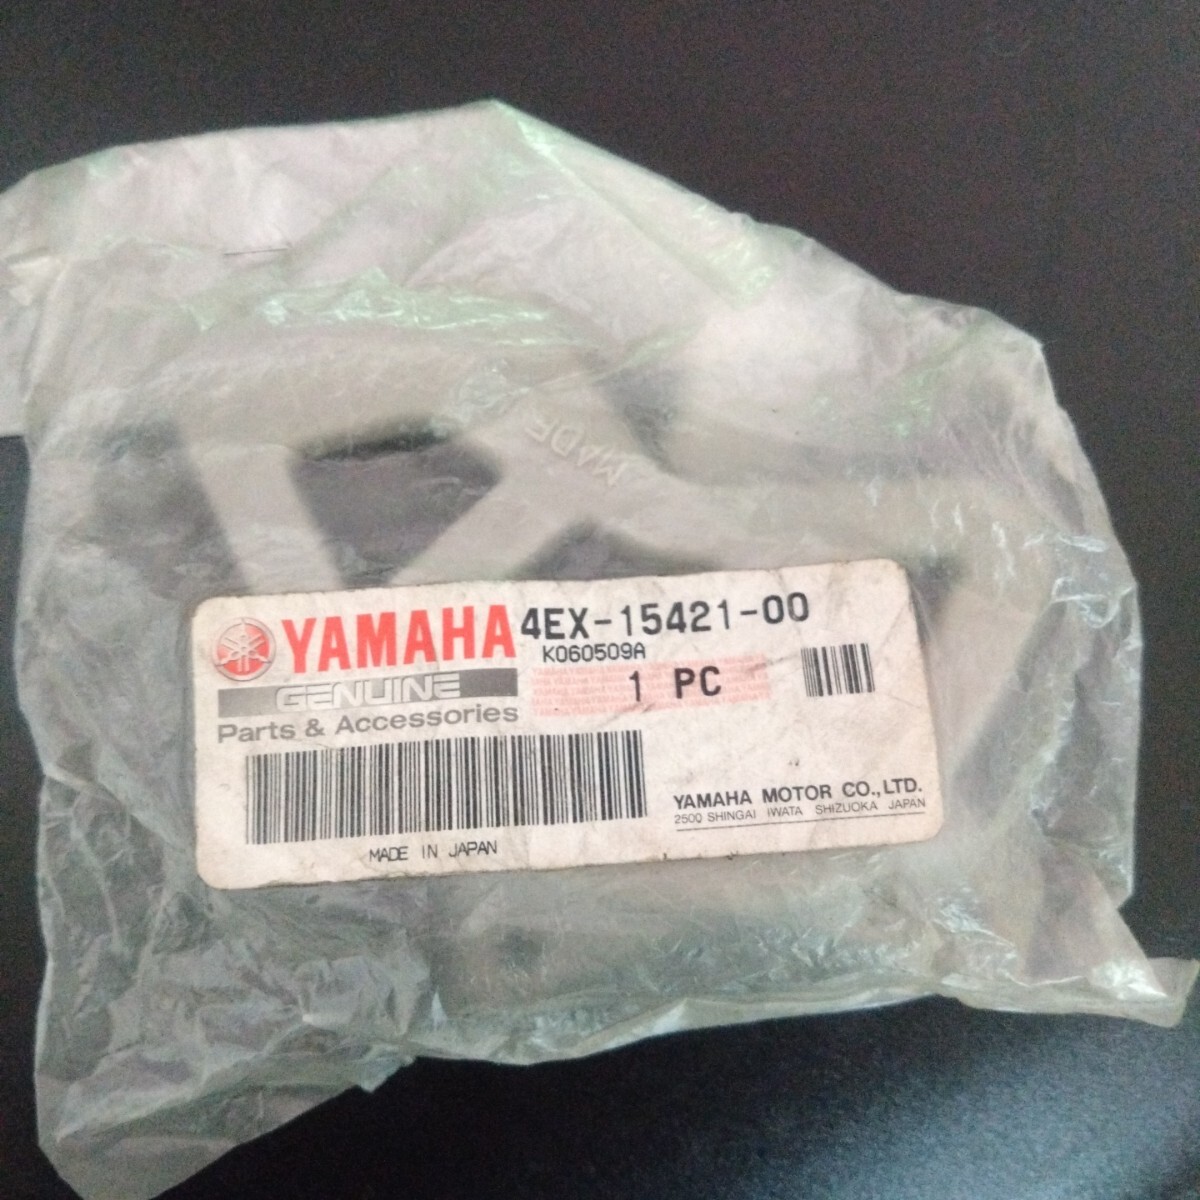 MADE
YAMAHA 4EX-15421-00
K060509A
GENUINE
1 PC
Parts & Accessories
YAMAHA MOTOR CO.,LTD.
2500 SHINGAI IWATA SHIZUOKA JAPAN
MADE IN JAPAN